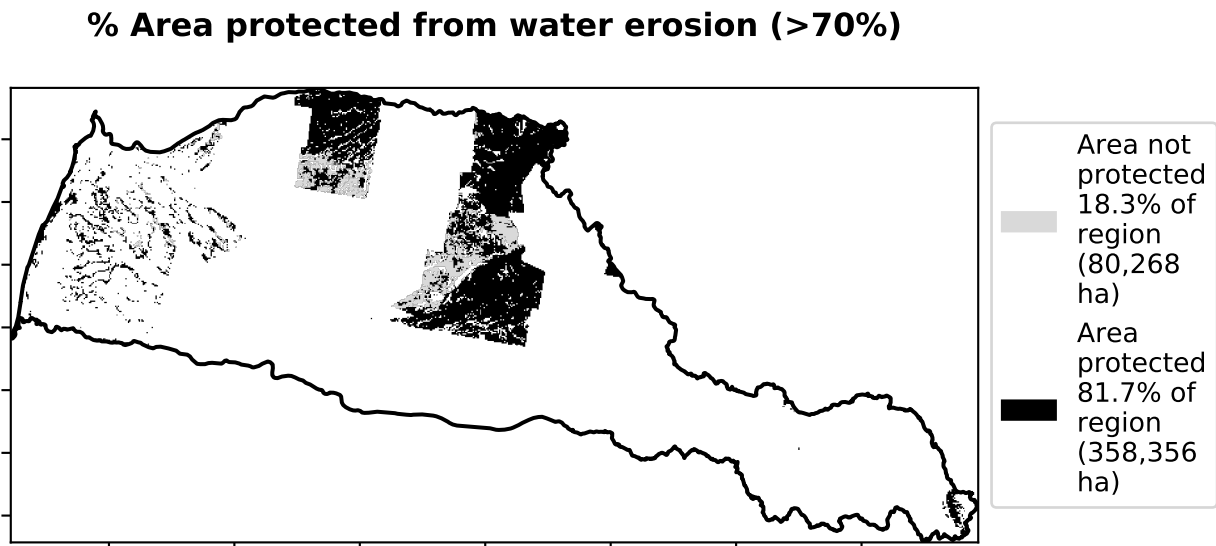 % Area protected from water erosion (>70%)
Area not
protected
18.3% of
region
(80,268
ha)
Area
protected
81.7% of
region
(358,356
ha)